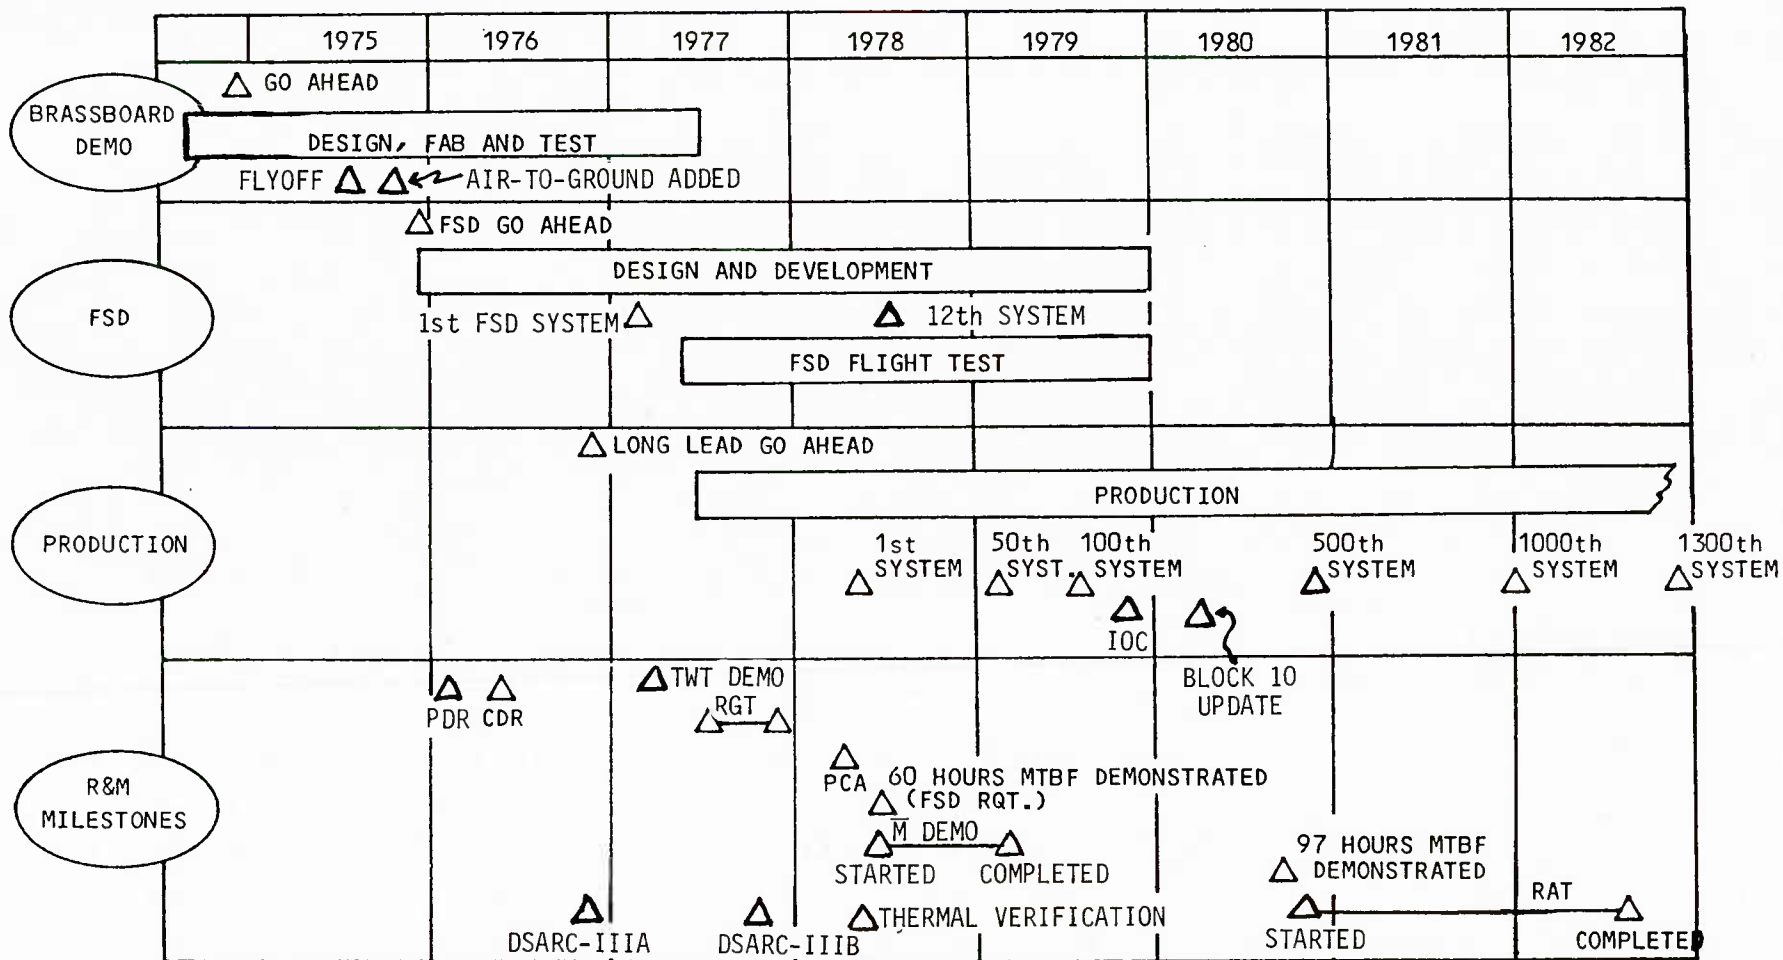 1975 1976 1977 1978 1979 1980 1981 1982
GO AHEAD
BRASSBOARD
DEMO
DESIGN, FAB AND TEST
FLYOFF
AIR-TO-GROUND ADDED
FSD GO AHEAD
DESIGN AND DEVELOPMENT
FSD
1st FSD SYSTEM
12th SYSTEM
FSD FLIGHT TEST
LONG LEAD GO AHEAD
PRODUCTION
PRODUCTION
1st
SYSTEM
50th
SYST.
100th
SYSTEM
500th
SYSTEM
1000th
SYSTEM
1300th
SYSTEM
IOC
BLOCK 10
UPDATE
R&M
MILESTONES
PDR CDR
TWT DEMO
RGT
PCA
60 HOURS MTBF DEMONSTRATED
(FSD RQT.)
M̅ DEMO
STARTED COMPLETED
97 HOURS MTBF
DEMONSTRATED
RAT
STARTED COMPLETED
THERMAL VERIFICATION
DSARC-IIIA
DSARC-IIIB